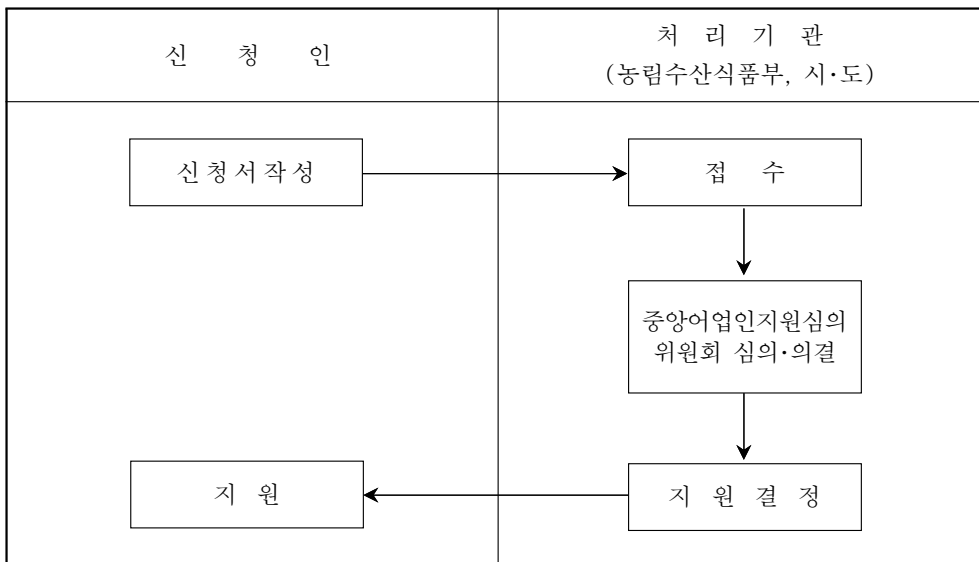 신 청 인
처 리 기 관
(농림수산식품부, 시·도)
신청서작성
접 수
중앙어업인지원심의
위원회 심의·의결
지 원
지 원 결 정